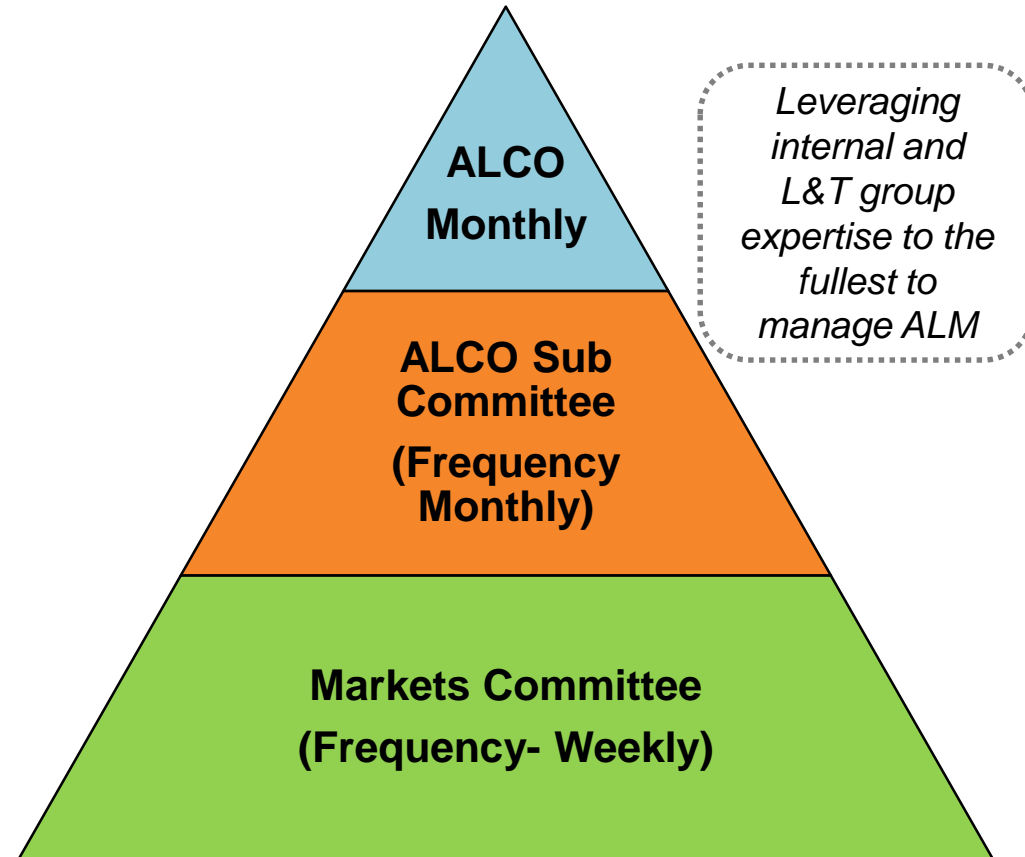 ALCO
Monthly
Leveraging
internal and
L&T group
expertise to the
fullest to
manage ALM
ALCO Sub
Committee
(Frequency
Monthly)
Markets Committee
(Frequency- Weekly)